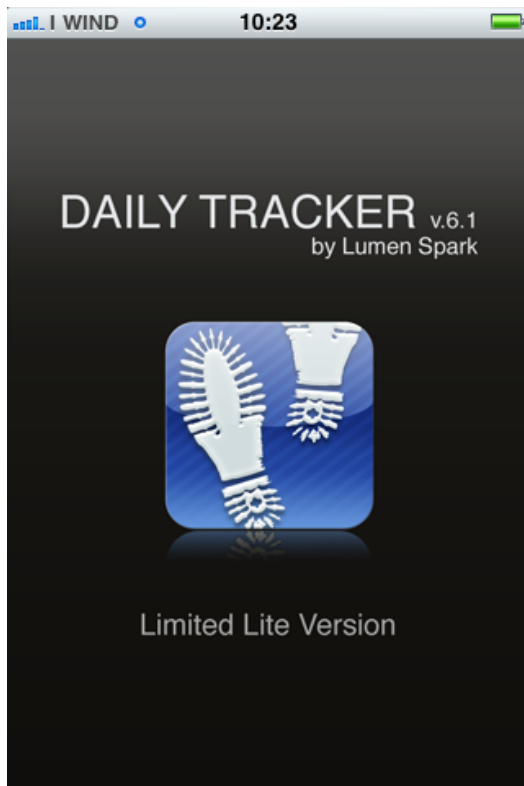 I WIND 10:23
DAILY TRACKER v.6.1
by Lumen Spark
Limited Lite Version